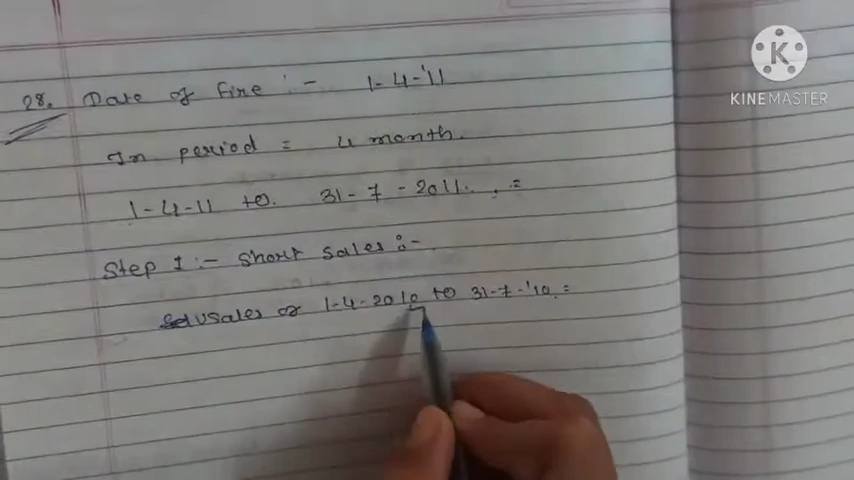 28. Date of fire :- 1-4-'11
In period = 4 month.
1-4-11 to 31-7-2011. , =
Step I :- Short Sales :-
Sales of 1-4-2010 to 31-7-'10. =
K
KINEMASTER